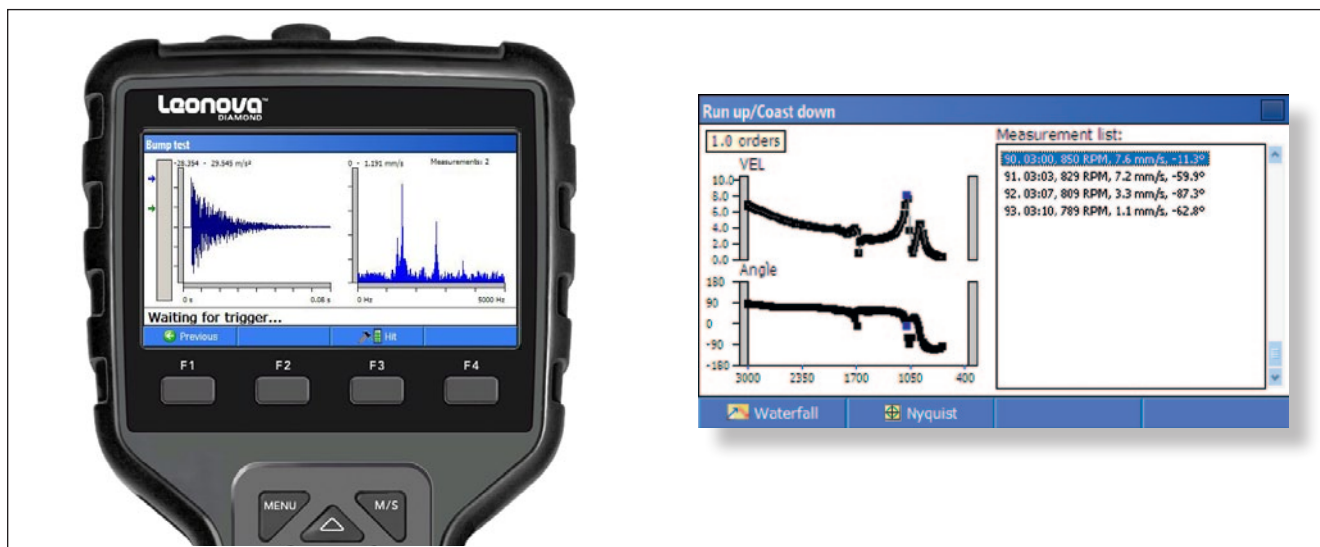 Leonova™
DIAMOND
Bump test
-28.354 - 29.545 m/s²
0 - 1.191 mm/s
Measurements: 2
0 s
0.08 s
0 Hz
5000 Hz
Waiting for trigger...
Previous
Hit
F1
F2
F3
F4
MENU
M/S
Run up/Coast down
1.0 orders
VEL
10.0
8.0
6.0
4.0
2.0
0.0
Angle
180
90
0
-90
-180
3000
2350
1700
1050
400
Measurement list:
90. 03:00, 850 RPM, 7.6 mm/s, -11.3º
91. 03:03, 829 RPM, 7.2 mm/s, -59.9º
92. 03:07, 809 RPM, 3.3 mm/s, -87.3º
93. 03:10, 789 RPM, 1.1 mm/s, -62.8º
Waterfall
Nyquist